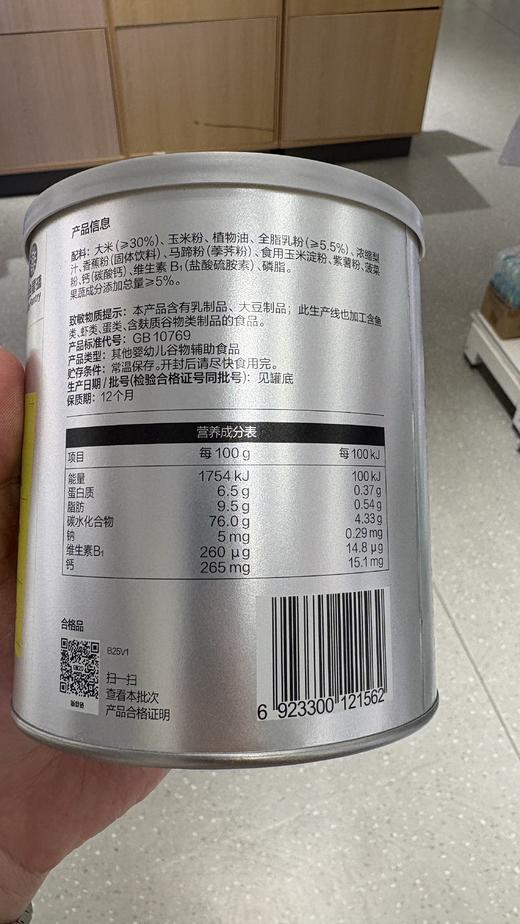 产品信息
配料：大米(≥30%)、玉米粉、植物油、全脂乳粉(≥5.5%)、浓缩梨
汁、香蕉粉(固体饮料)、马蹄粉(荸荠粉)、食用玉米淀粉、紫薯粉、菠菜
粉、钙(碳酸钙)、维生素B₁(盐酸硫胺素)、磷脂。
果蔬成分添加总量≥5%。
致敏物质提示：本产品含有乳制品、大豆制品；此生产线也加工含鱼
类、虾类、蛋类、含麸质谷物类制品的食品。
产品标准代号：GB 10769
产品类型：其他婴幼儿谷物辅助食品
贮存条件：常温保存。开封后请尽快食用完。
生产日期/批号(检验合格证号同批号)：见罐底
保质期：12个月
营养成分表
项目 每100g 每100kJ
能量 1754kJ 100kJ
蛋白质 6.5g 0.37g
脂肪 9.5g 0.54g
碳水化合物 76.0g 4.33g
钠 5mg 0.29mg
维生素B₁ 260μg 14.8μg
钙 265mg 15.1mg
合格品
B25V1
扫一扫
查看本批次
产品合格证明
6 923300 121562